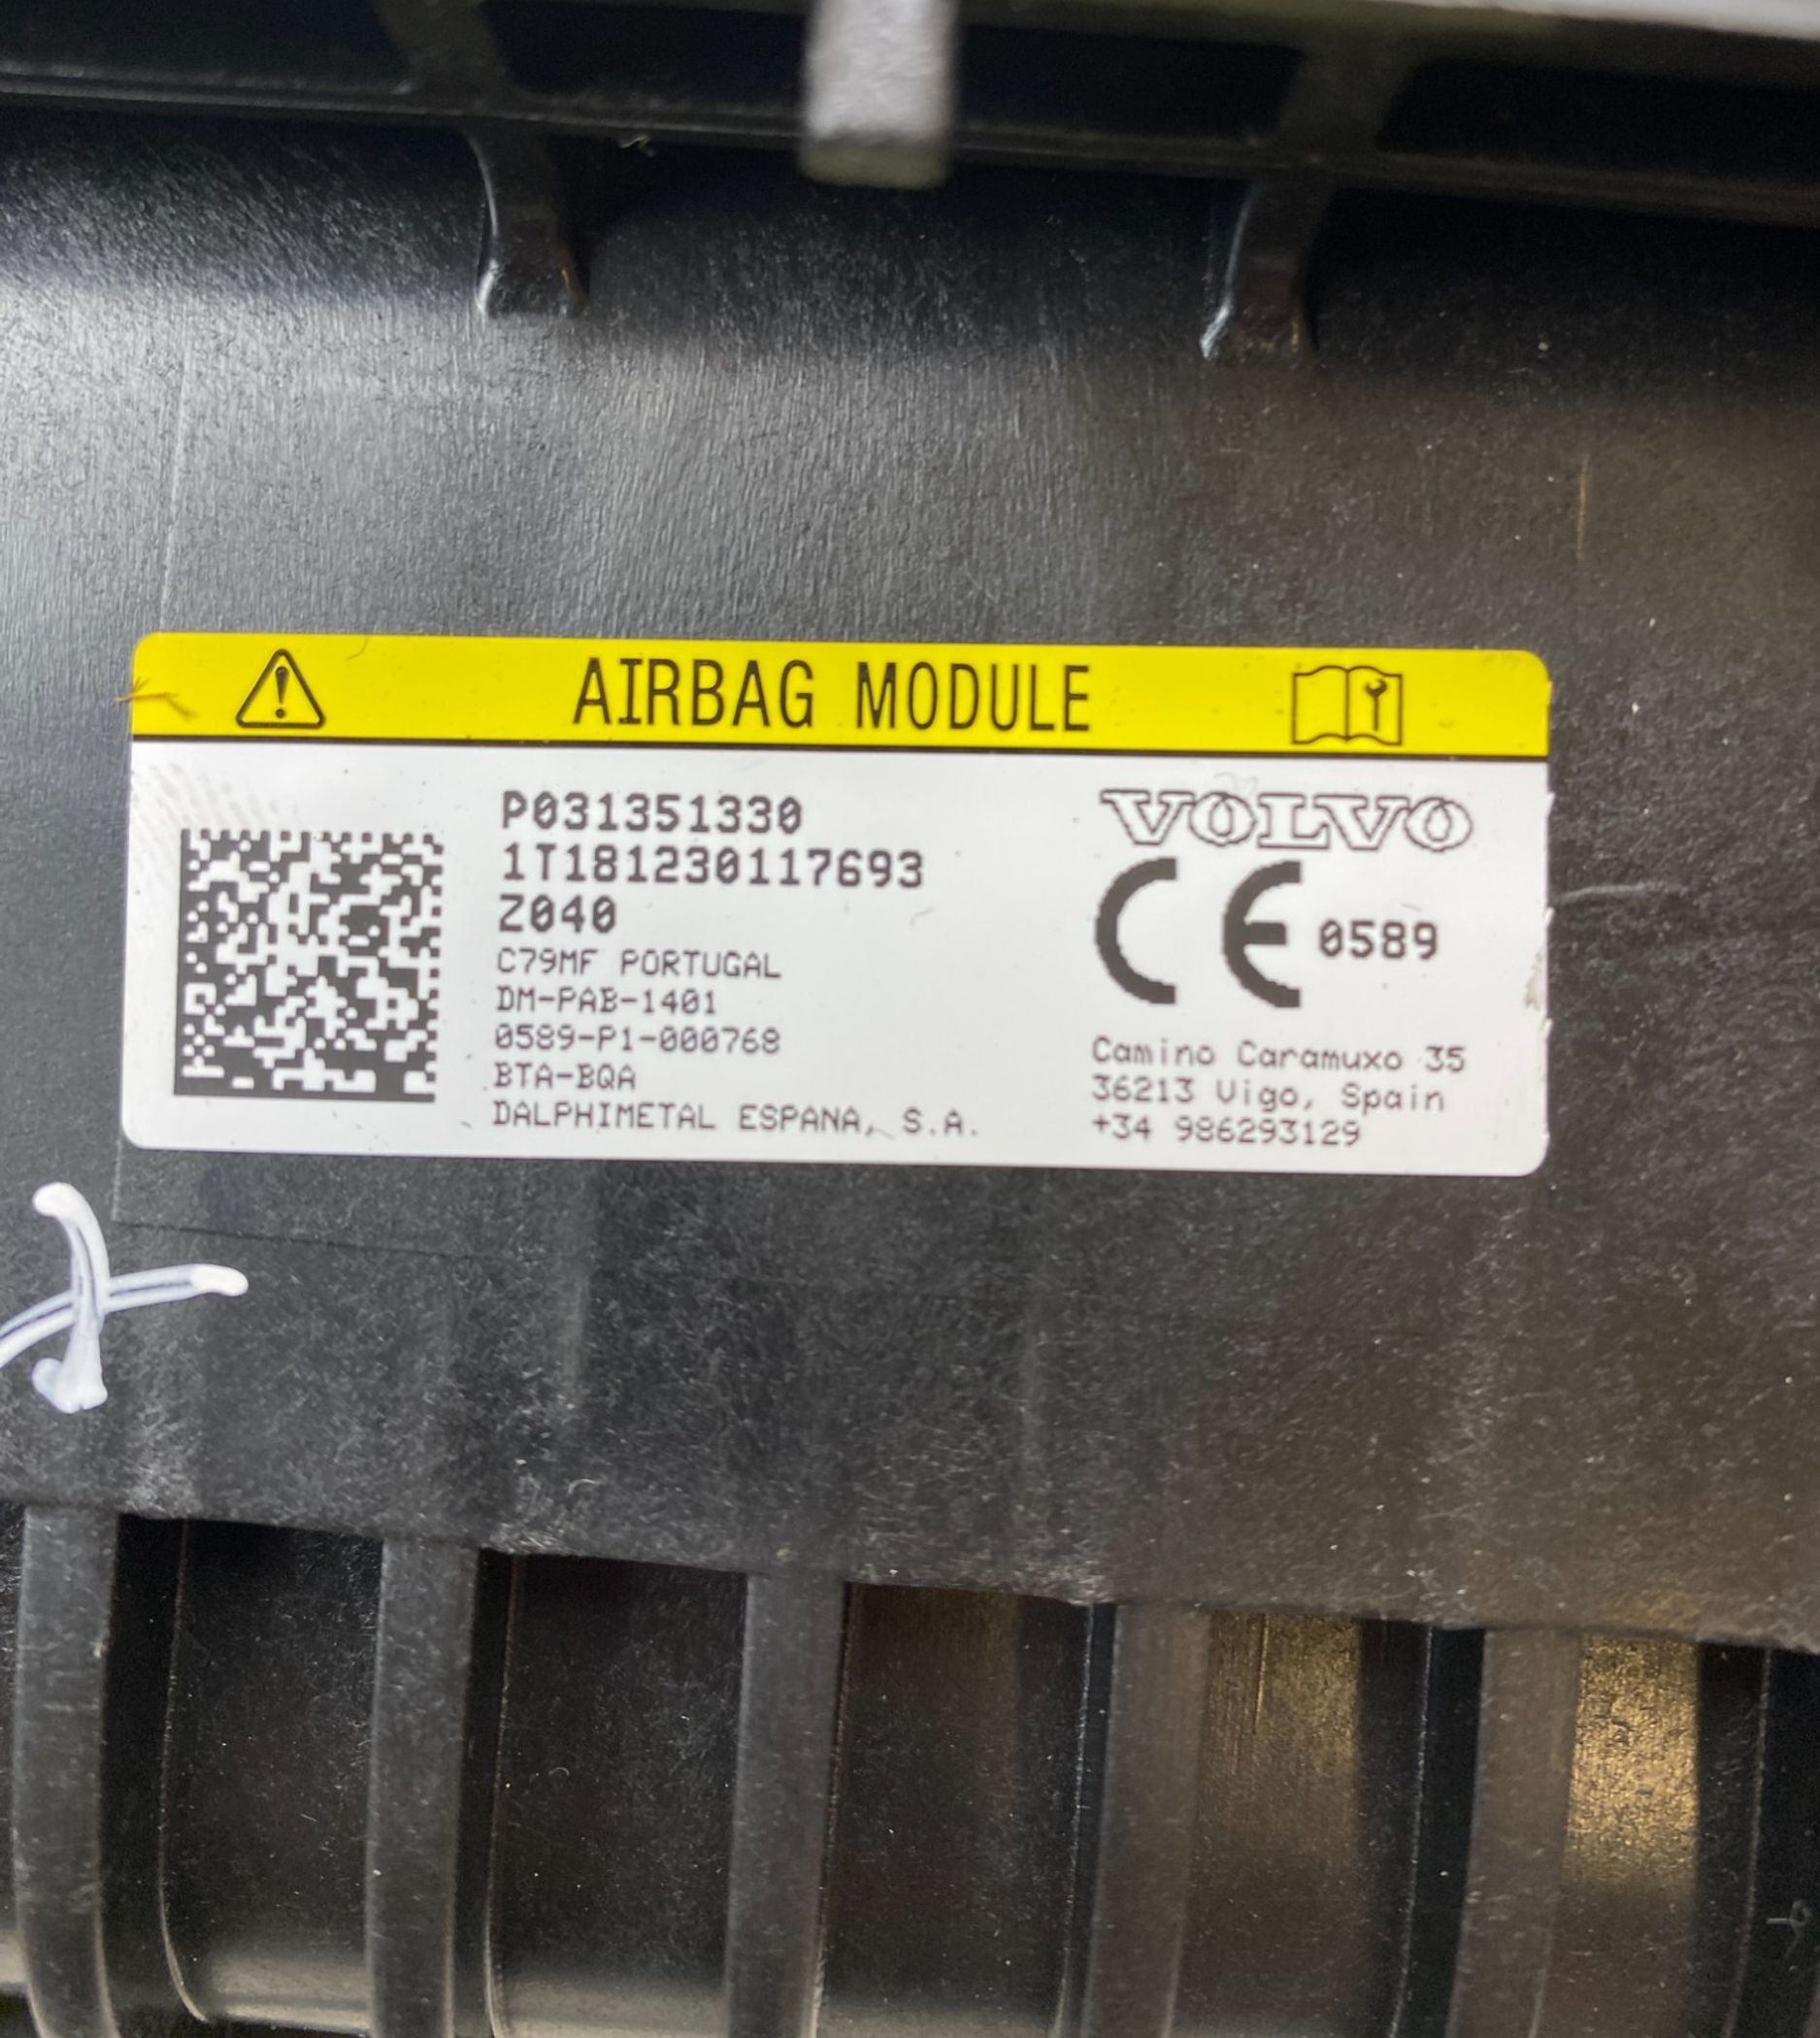 AIRBAG MODULE
P031351330
1T181230117693
Z040
C79MF PORTUGAL
DM-PAB-1401
0589-P1-000768
BTA-BQA
DALPHIMETAL ESPANA, S.A.
VOLVO
CE 0589
Camino Caramuxo 35
36213 Vigo, Spain
+34 986293129